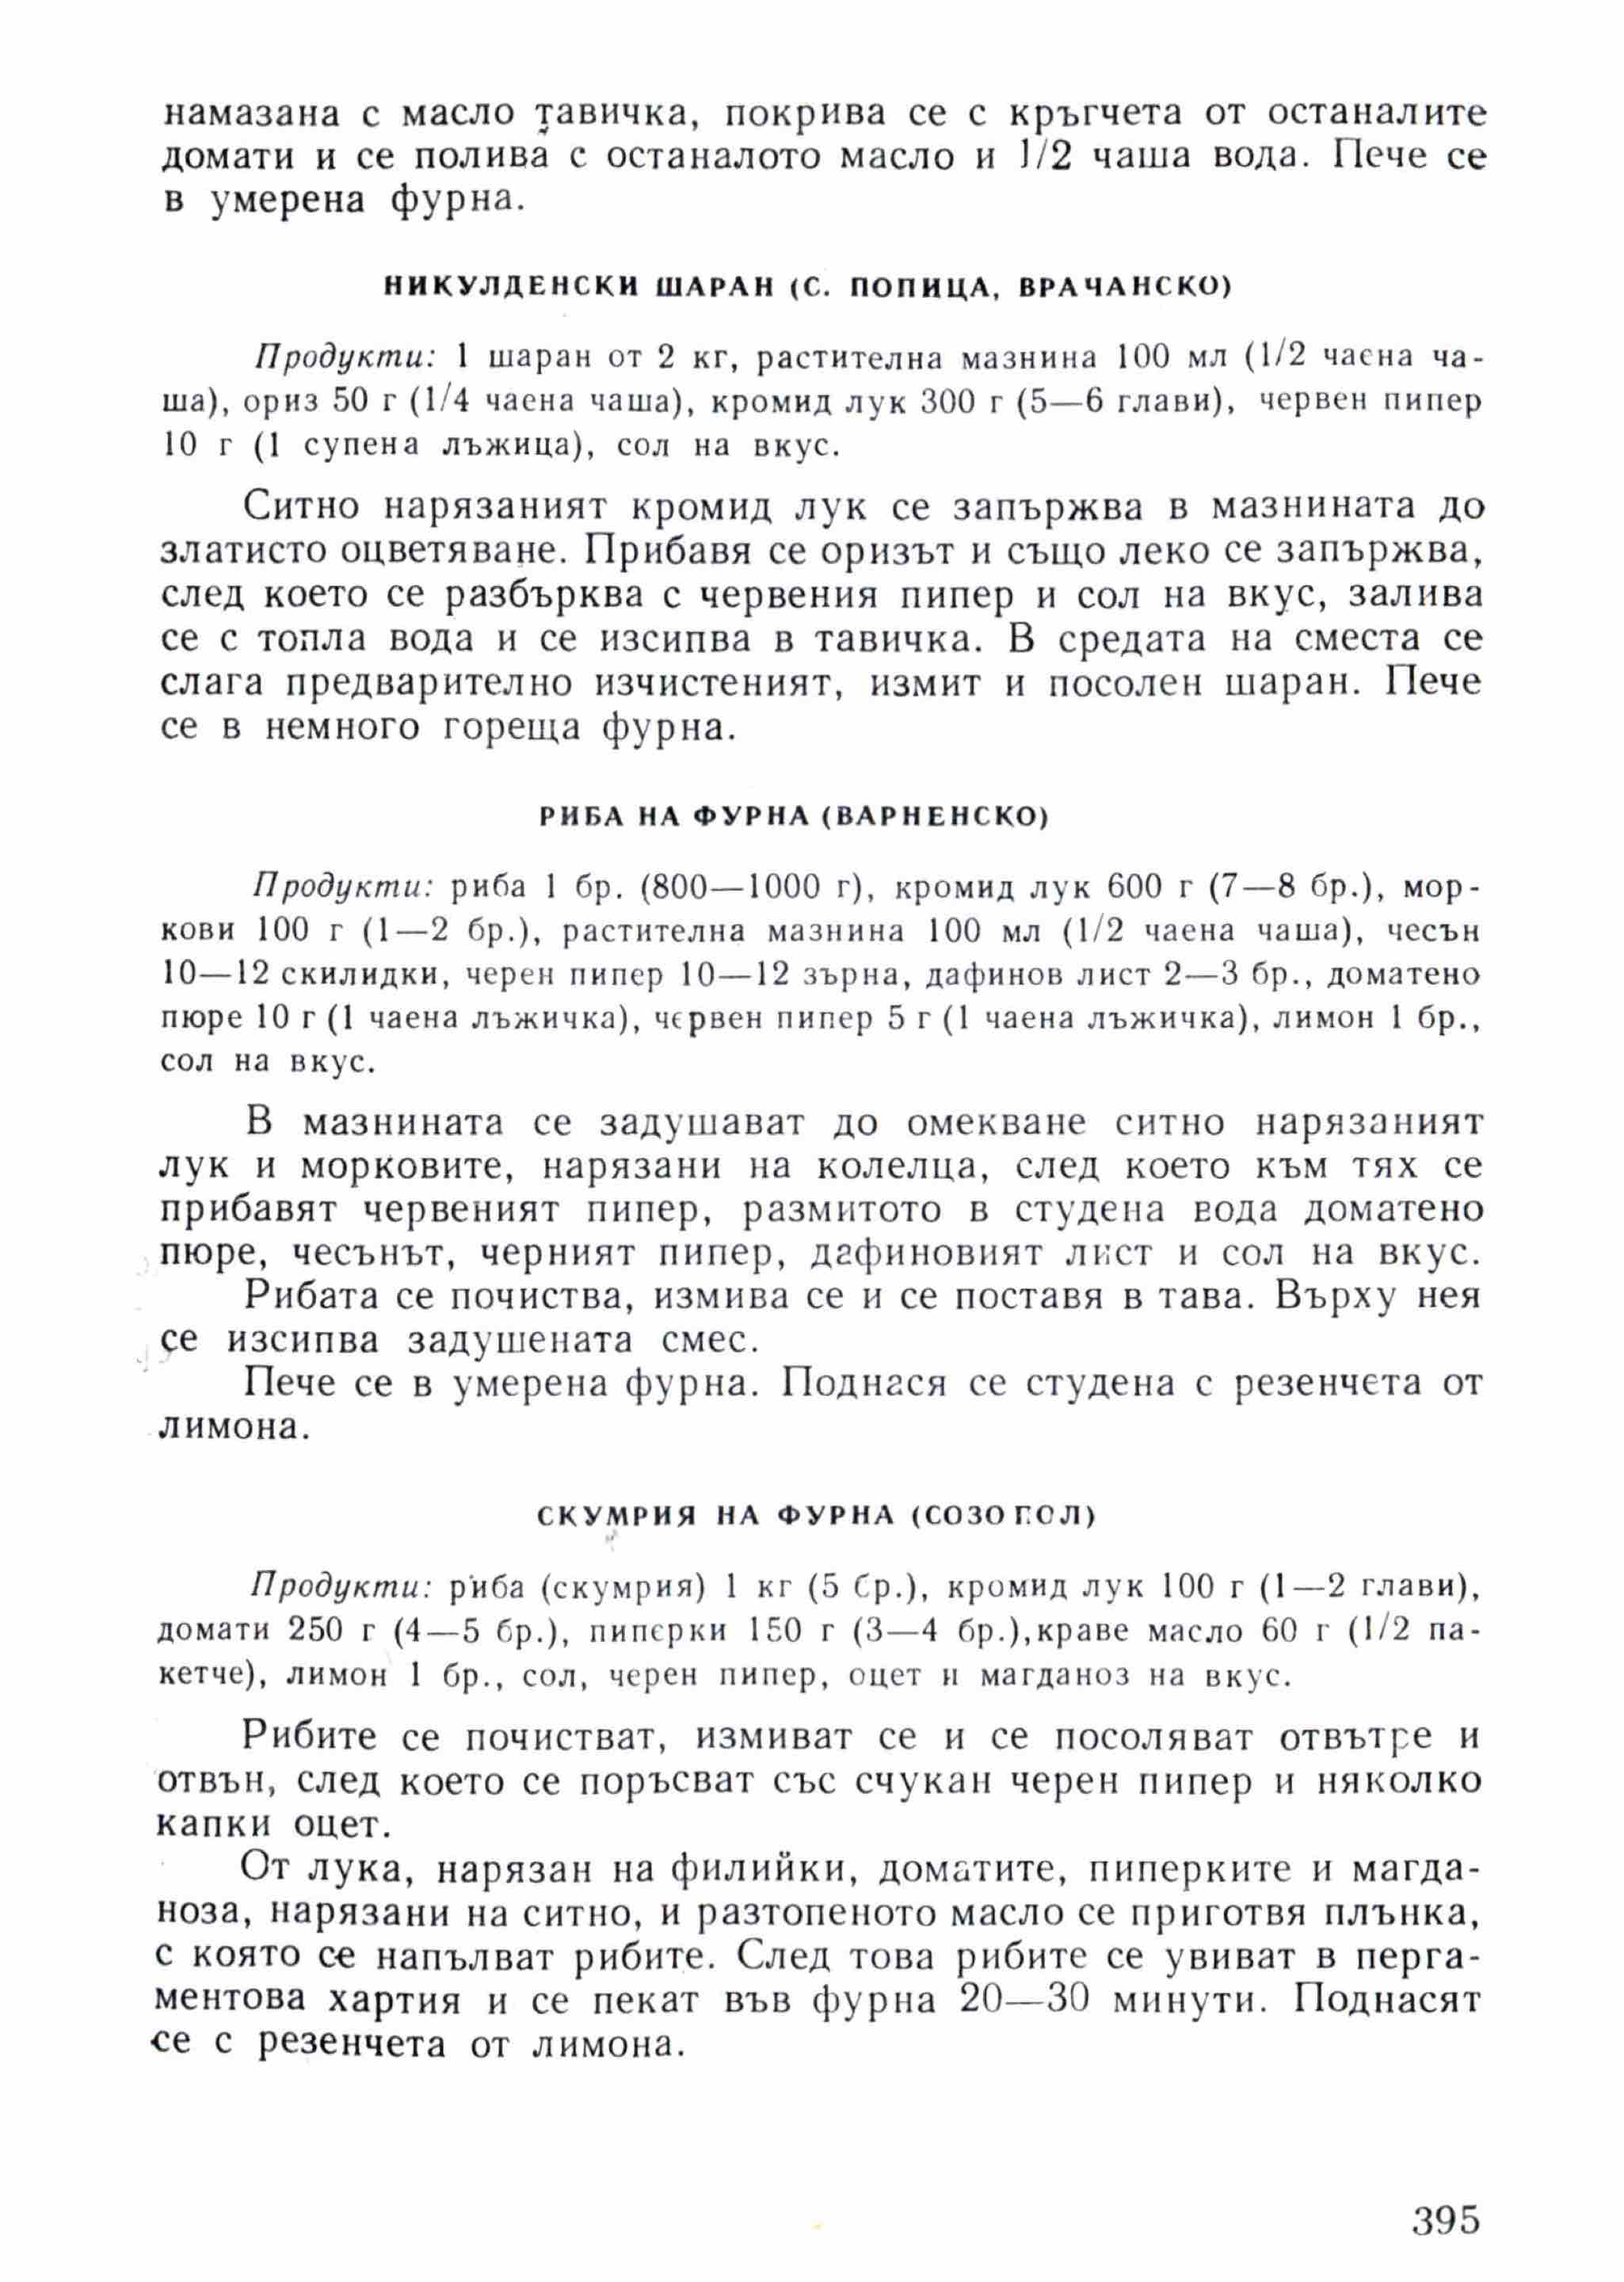 намазана с масло тавичка, покрива се с кръгчета от останалите
домати и се полива с останалото масло и 1/2 чаша вода. Пече се
в умерена фурна.
НИКУЛДЕНСКИ ШАРАН (С. ПОПИЦА, ВРАЧАНСКО)
Продукти: 1 шаран от 2 кг, растителна мазнина 100 мл (1/2 чаена ча-
ша), ориз 50 г (1/4 чаена чаша), кромид лук 300 г (5—6 глави), червен пипер
10 г (1 супена лъжица), сол на вкус.
Ситно нарязаният кромид лук се запържва в мазнината до
златисто оцветяване. Прибавя се оризът и също леко се запържва,
след което се разбърква с червения пипер и сол на вкус, залива
се с топла вода и се изсипва в тавичка. В средата на сместа се
слага предварително изчистеният, измит и посолен шаран. Пече
се в немного гореща фурна.
РИБА НА ФУРНА (ВАРНЕНСКО)
Продукти: риба 1 бр. (800—1000 г), кромид лук 600 г (7—8 бр.), мор-
кови 100 г (1—2 бр.), растителна мазнина 100 мл (1/2 чаена чаша), чесън
10—12 скилидки, черен пипер 10—12 зърна, дафинов лист 2—3 бр., доматено
пюре 10 г (1 чаена лъжичка), червен пипер 5 г (1 чаена лъжичка), лимон 1 бр.,
сол на вкус.
В мазнината се задушават до омекване ситно нарязаният
лук и морковите, нарязани на колелца, след което към тях се
прибавят червеният пипер, размитото в студена вода доматено
пюре, чесънът, черният пипер, дафиновият лист и сол на вкус.
Рибата се почиства, измива се и се поставя в тава. Върху нея
се изсипва задушената смес.
Пече се в умерена фурна. Поднася се студена с резенчета от
лимона.
СКУМРИЯ НА ФУРНА (СОЗОПОЛ)
Продукти: риба (скумрия) 1 кг (5 бр.), кромид лук 100 г (1—2 глави),
домати 250 г (4—5 бр.), пиперки 150 г (3—4 бр.),краве масло 60 г (1/2 па-
кетче), лимон 1 бр., сол, черен пипер, оцет и магданоз на вкус.
Рибите се почистват, измиват се и се посоляват отвътре и
отвън, след което се поръсват със счукан черен пипер и няколко
капки оцет.
От лука, нарязан на филийки, доматите, пиперките и магда-
ноза, нарязани на ситно, и разтопеното масло се приготвя плънка,
с която се напълват рибите. След това рибите се увиват в перга-
ментова хартия и се пекат във фурна 20—30 минути. Поднасят
се с резенчета от лимона.
395